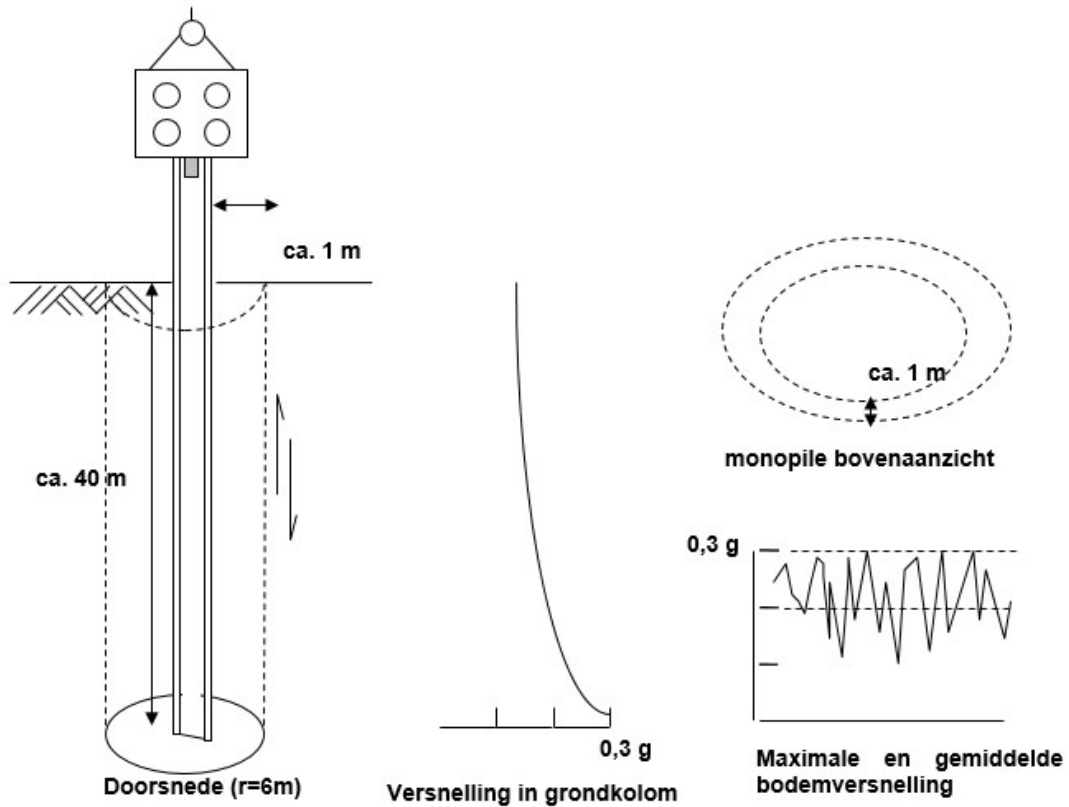 ca. 1 m
ca. 40 m
Doorsnede (r=6m)
0,3 g
Versnelling in grondkolom
ca. 1 m
monopile bovenaanzicht
0,3 g
Maximale en gemiddelde
bodemversnelling